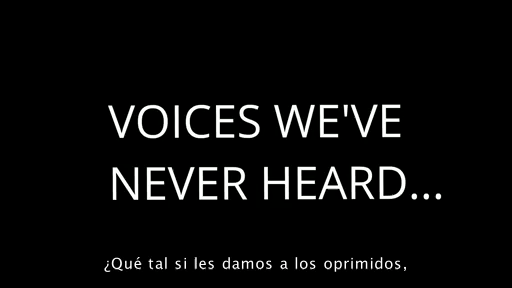 VOICES WE'VE
NEVER HEARD...
¿Qué tal si les damos a los oprimidos,